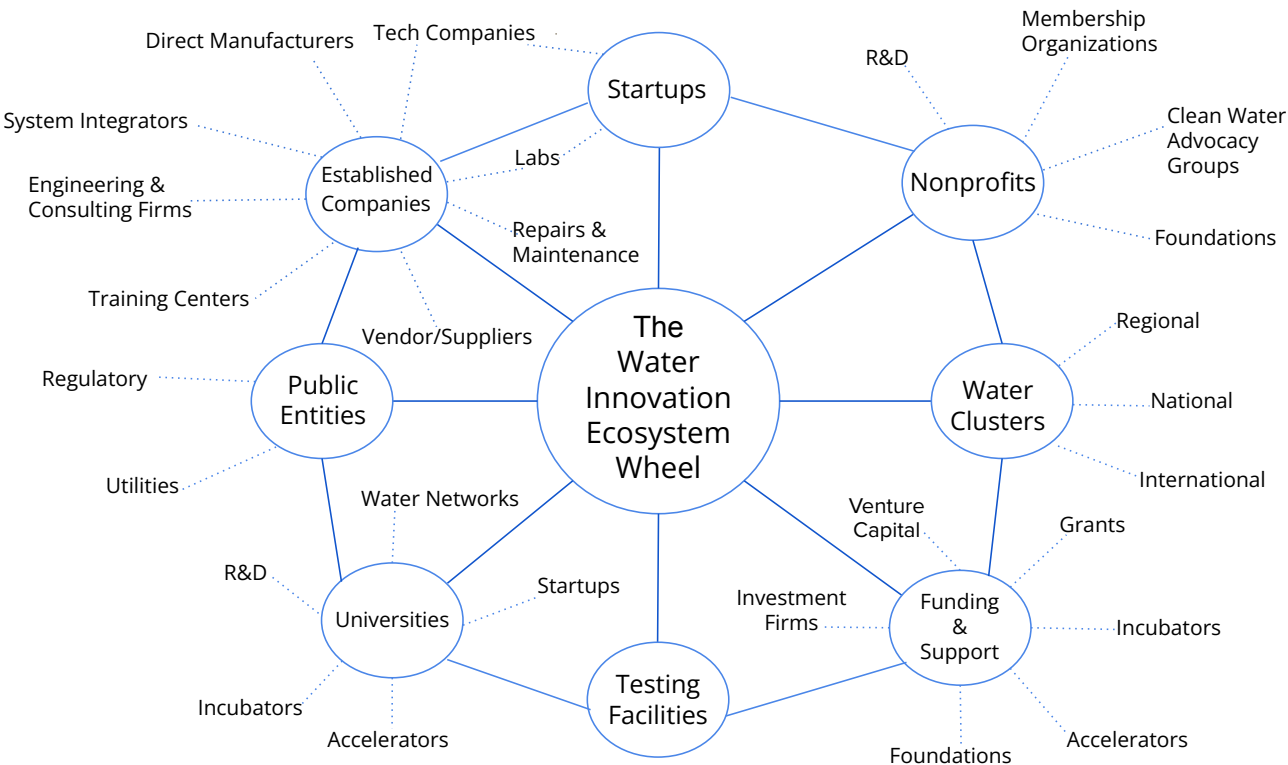 Membership
Organizations
Direct Manufacturers
Tech Companies
R&D
Startups
System Integrators
Clean Water
Advocacy
Groups
Labs
Established
Companies
Nonprofits
Engineering &
Consulting Firms
Repairs &
Maintenance
Foundations
Training Centers
Vendor/Suppliers
The
Water
Innovation
Ecosystem
Wheel
Regional
Regulatory
Public
Entities
Water
Clusters
National
Utilities
International
Water Networks
Venture
Capital
Grants
R&D
Startups
Universities
Investment
Firms
Funding
&
Support
Incubators
Testing
Facilities
Incubators
Accelerators
Foundations
Accelerators